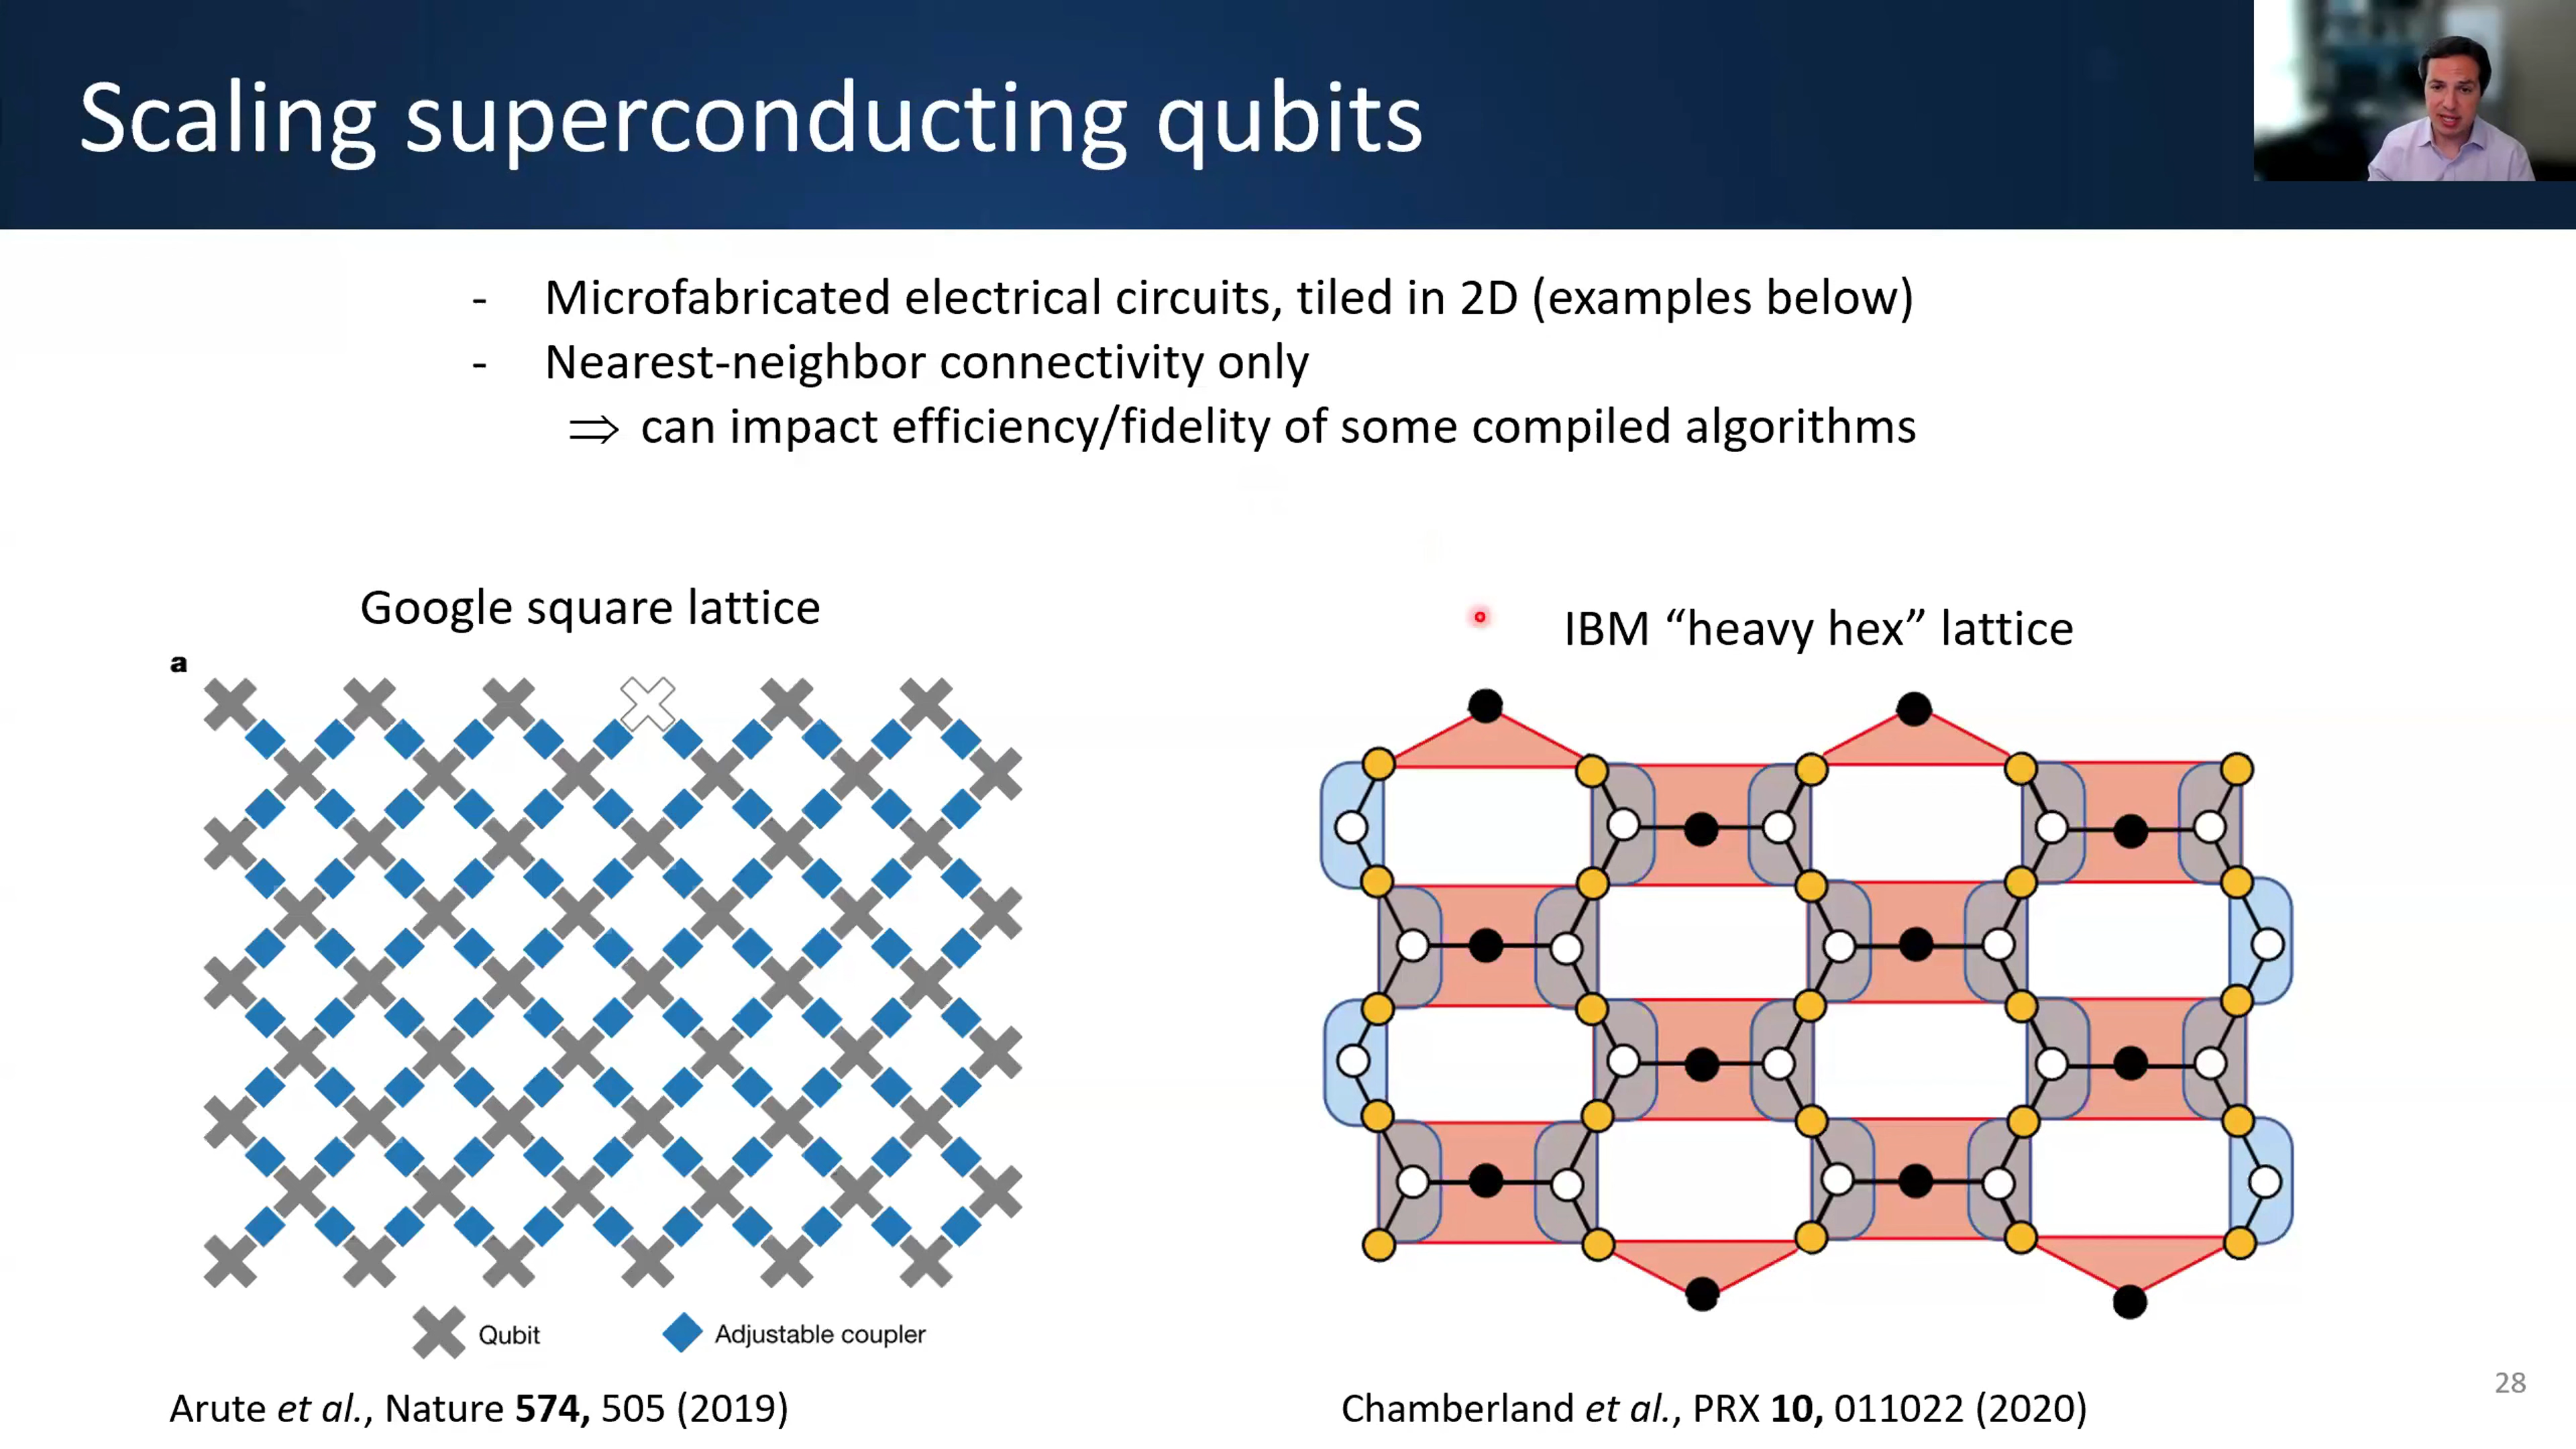 Scaling superconducting qubits
- Microfabricated electrical circuits, tiled in 2D (examples below)
- Nearest-neighbor connectivity only
⇒ can impact efficiency/fidelity of some compiled algorithms
Google square lattice
a
Qubit
Adjustable coupler
Arute et al., Nature 574, 505 (2019)
IBM “heavy hex” lattice
Chamberland et al., PRX 10, 011022 (2020)
28